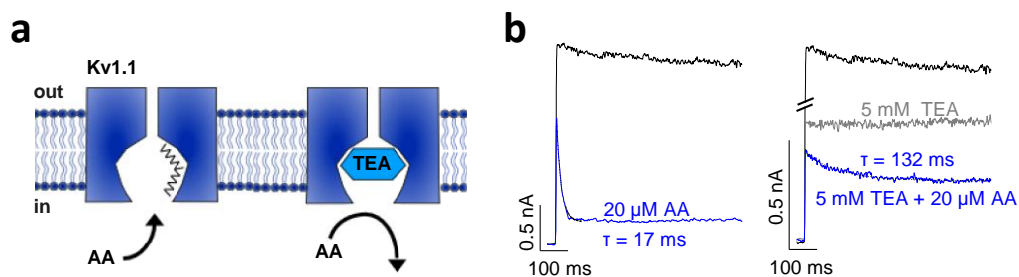 a
Kv1.1
out
in
TEA
AA
AA
b
0.5 nA
20 µM AA
τ = 17 ms
100 ms
5 mM TEA
τ = 132 ms
5 mM TEA + 20 µM AA
0.5 nA
100 ms